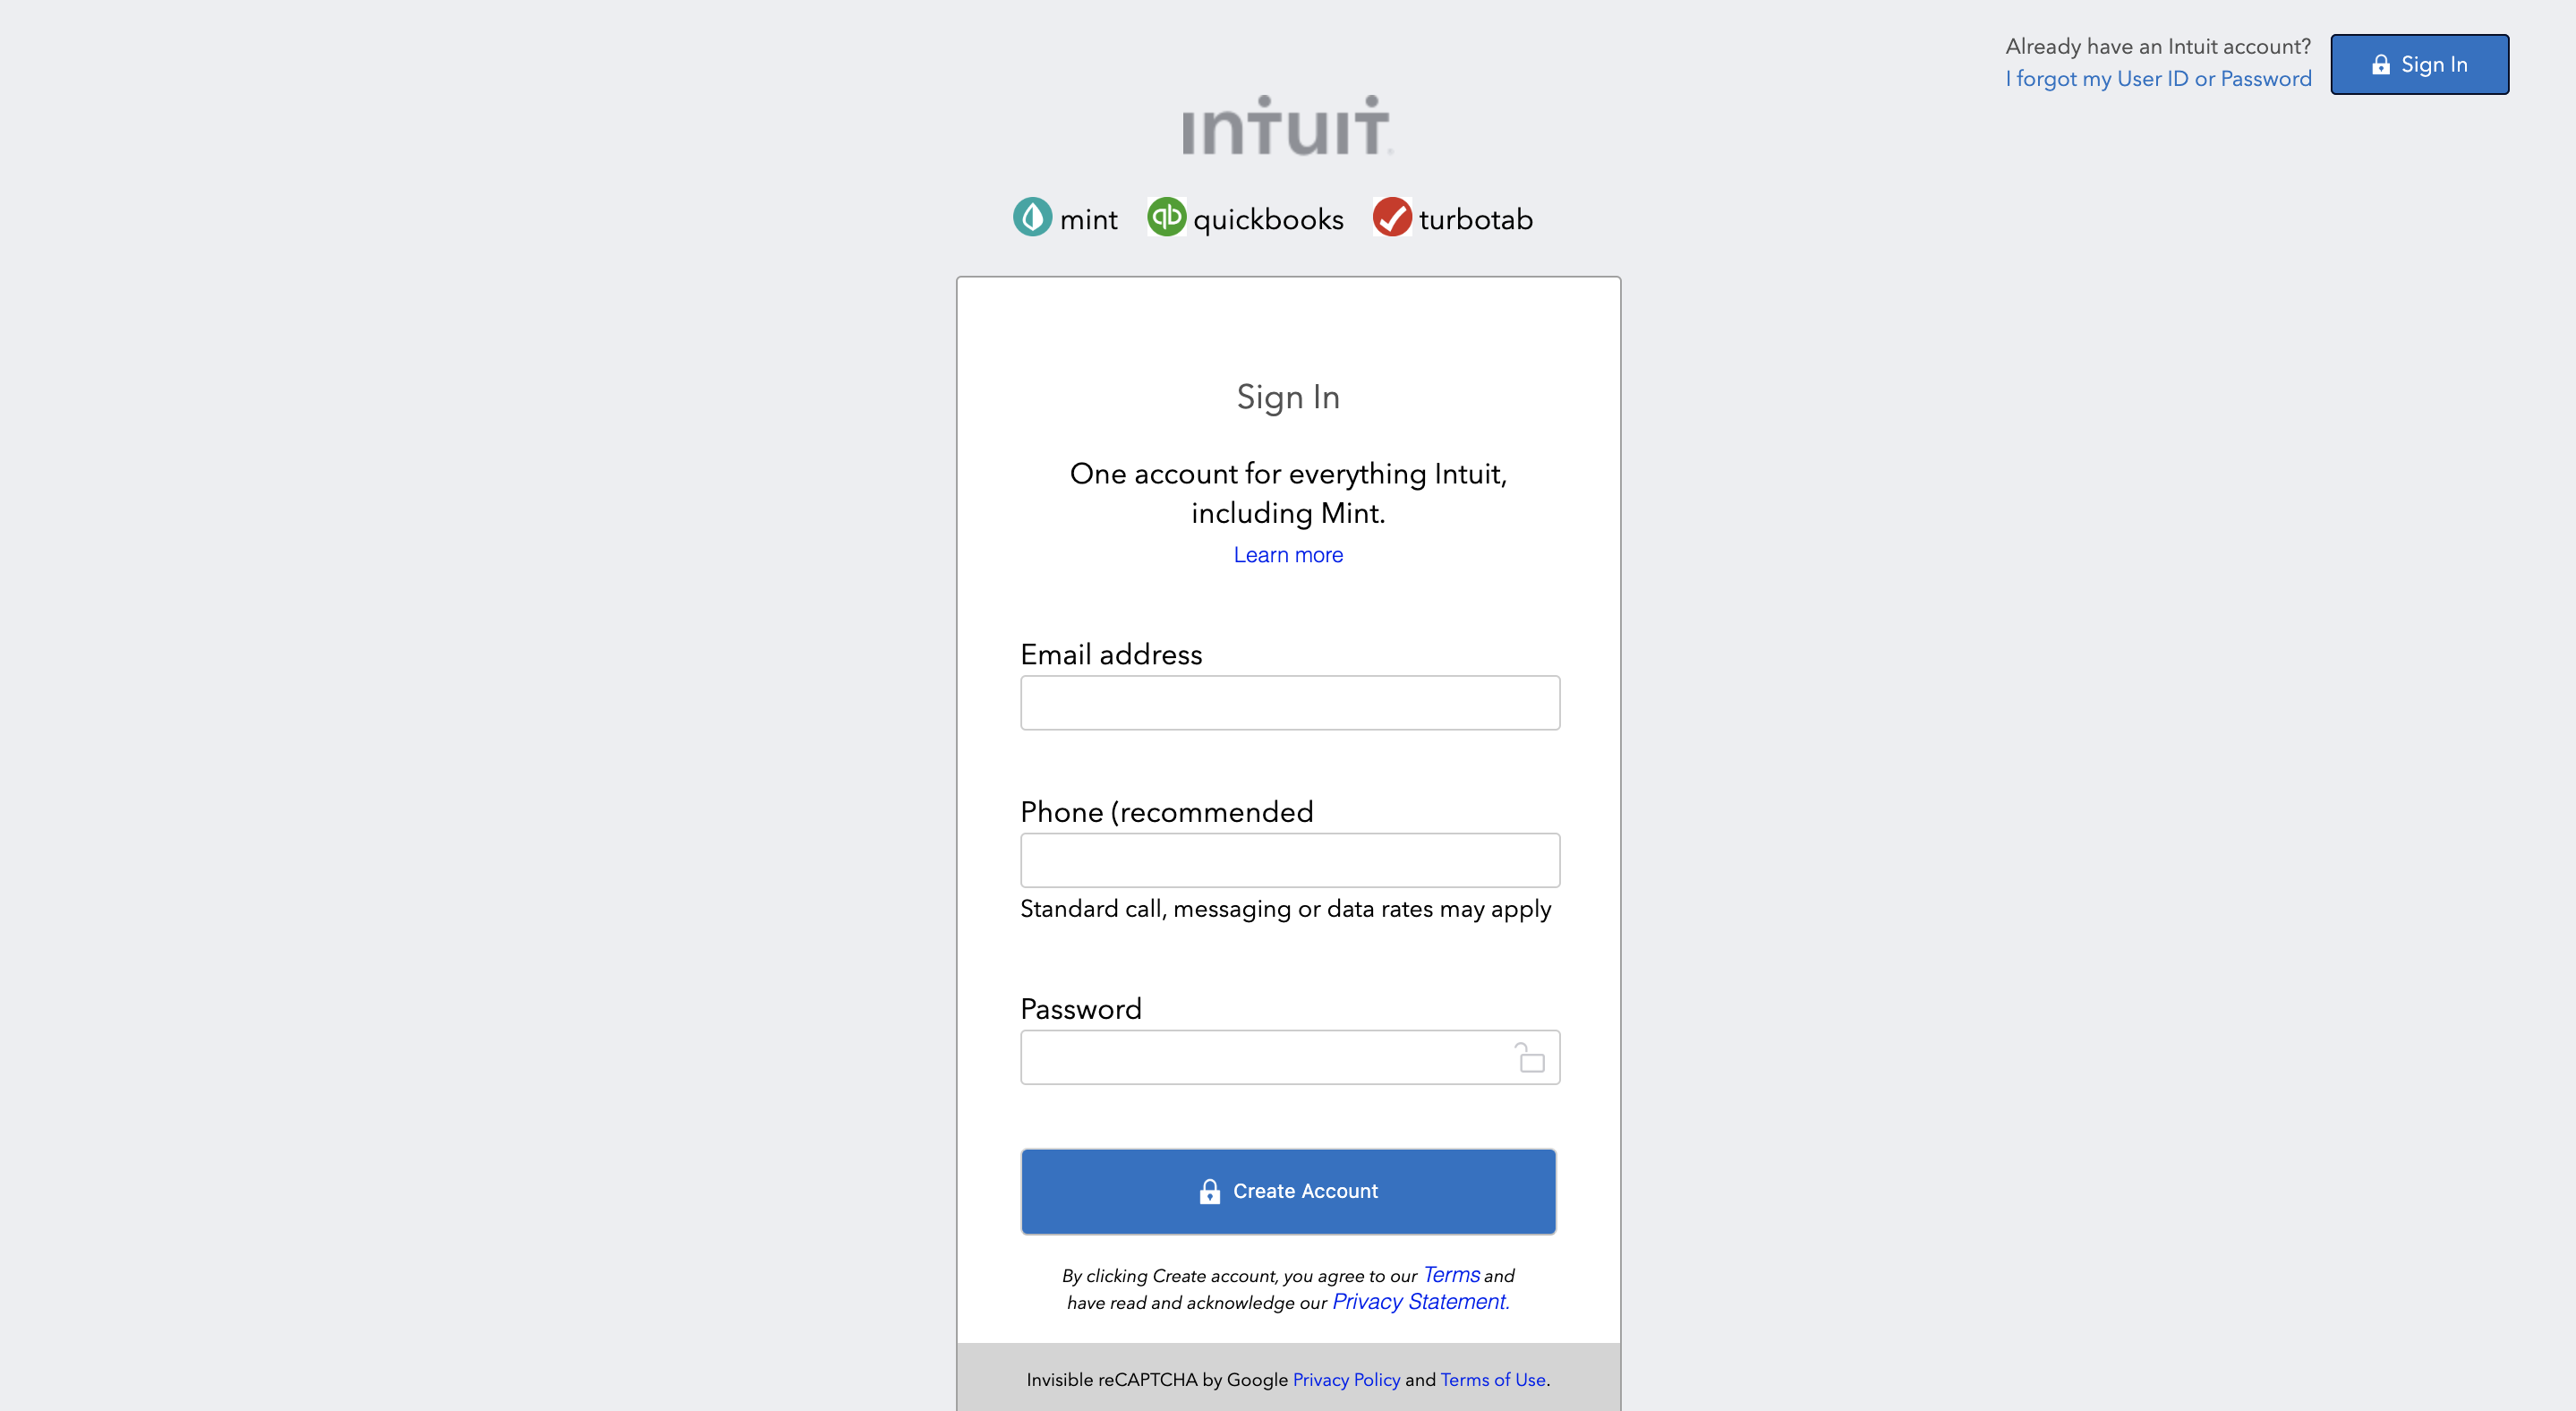 Already have an Intuit account?
I forgot my User ID or Password
Sign In
intuit
mint
qb quickbooks
turbotab
Sign In
One account for everything Intuit,
including Mint.
Learn more
Email address
Phone (recommended
Standard call, messaging or data rates may apply
Password
Create Account
By clicking Create account, you agree to our Terms and
have read and acknowledge our Privacy Statement.
Invisible reCAPTCHA by Google Privacy Policy and Terms of Use.